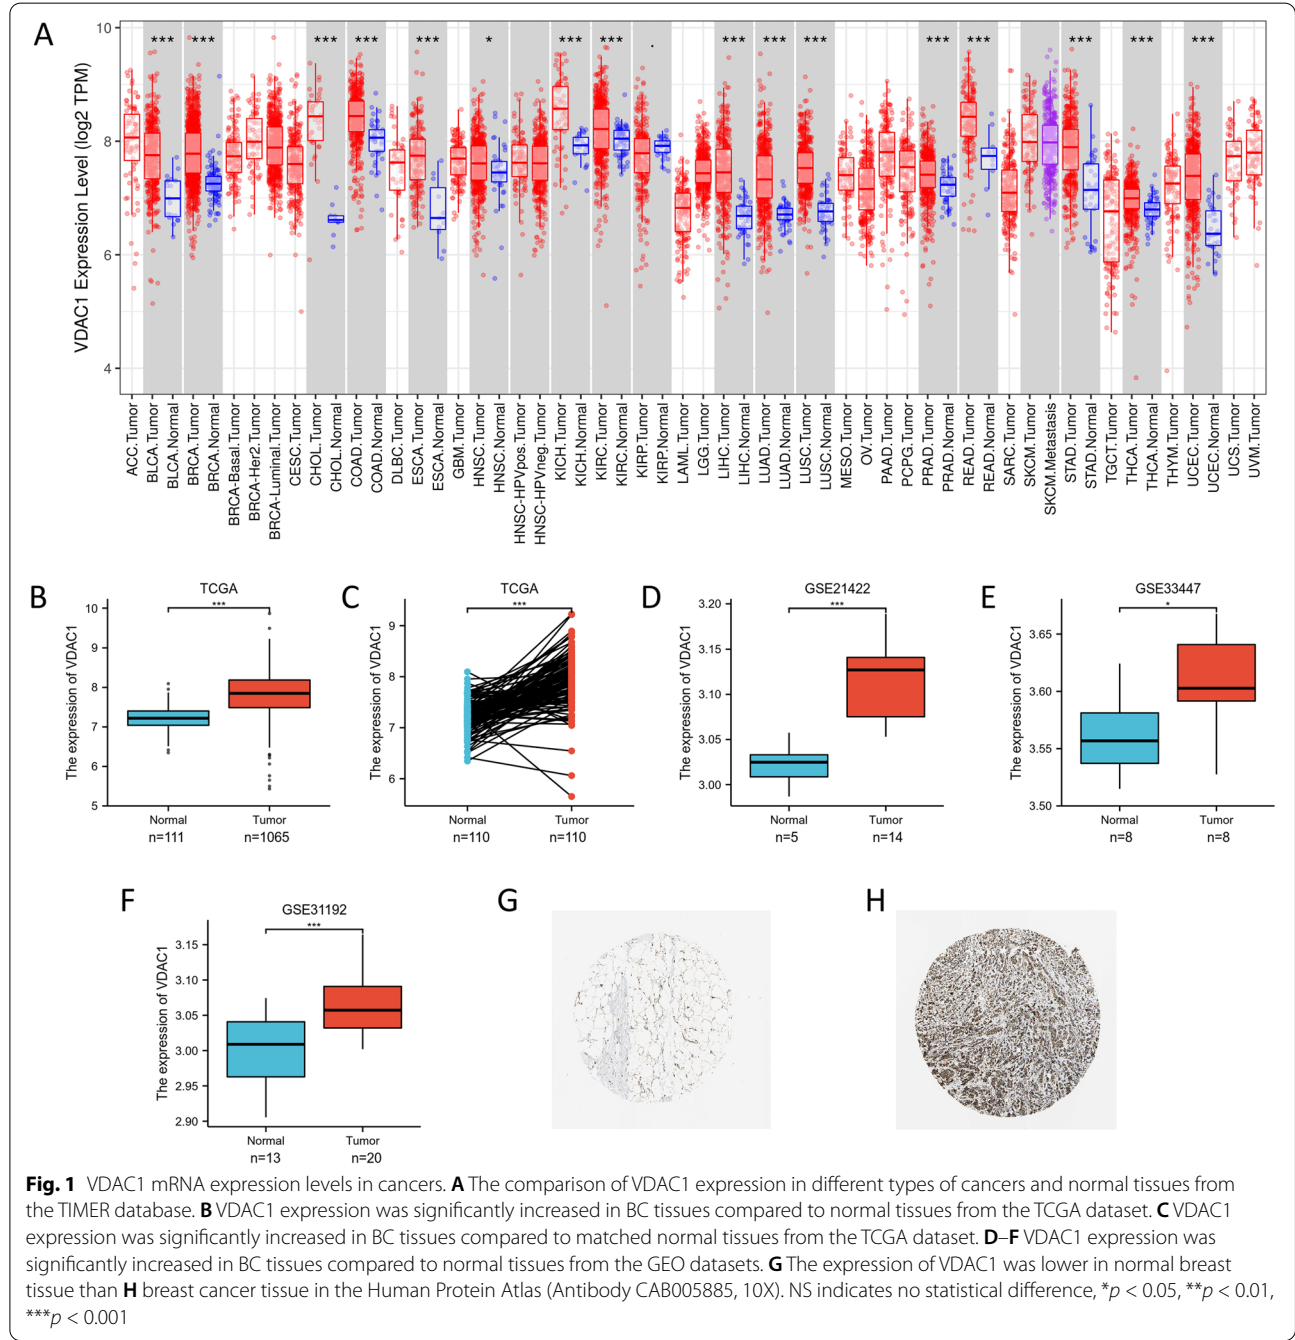 A
VDAC1 Expression Level (log2 TPM)
10
8
6
4
*** *** *** *** *** * *** *** . *** *** *** *** *** *** *** ***
ACC.Tumor
BLCA.Tumor
BLCA.Normal
BRCA.Tumor
BRCA.Normal
BRCA-Basal.Tumor
BRCA-Her2.Tumor
BRCA-Luminal.Tumor
CESC.Tumor
CHOL.Tumor
CHOL.Normal
COAD.Tumor
COAD.Normal
DLBC.Tumor
ESCA.Tumor
ESCA.Normal
GBM.Tumor
HNSC.Tumor
HNSC.Normal
HNSC-HPVpos.Tumor
HNSC-HPVneg.Tumor
KICH.Tumor
KICH.Normal
KIRC.Tumor
KIRC.Normal
KIRP.Tumor
KIRP.Normal
LAML.Tumor
LGG.Tumor
LIHC.Tumor
LIHC.Normal
LUAD.Tumor
LUAD.Normal
LUSC.Tumor
LUSC.Normal
MESO.Tumor
OV.Tumor
PAAD.Tumor
PCPG.Tumor
PRAD.Tumor
PRAD.Normal
READ.Tumor
READ.Normal
SARC.Tumor
SKCM.Tumor
SKCM.Metastasis
STAD.Tumor
STAD.Normal
TGCT.Tumor
THCA.Tumor
THCA.Normal
THYM.Tumor
UCEC.Tumor
UCEC.Normal
UCS.Tumor
UVM.Tumor
B
TCGA
The expression of VDAC1
10
9
8
7
6
5
***
Normal Tumor
n=111 n=1065
C
TCGA
The expression of VDAC1
9
8
7
6
***
Normal Tumor
n=110 n=110
D
GSE21422
The expression of VDAC1
3.20
3.15
3.10
3.05
3.00
***
Normal Tumor
n=5 n=14
E
GSE33447
The expression of VDAC1
3.65
3.60
3.55
3.50
*
Normal Tumor
n=8 n=8
F
GSE31192
The expression of VDAC1
3.15
3.10
3.05
3.00
2.95
2.90
***
Normal Tumor
n=13 n=20
G
H
Fig. 1 VDAC1 mRNA expression levels in cancers. A The comparison of VDAC1 expression in different types of cancers and normal tissues from
the TIMER database. B VDAC1 expression was significantly increased in BC tissues compared to normal tissues from the TCGA dataset. C VDAC1
expression was significantly increased in BC tissues compared to matched normal tissues from the TCGA dataset. D–F VDAC1 expression was
significantly increased in BC tissues compared to normal tissues from the GEO datasets. G The expression of VDAC1 was lower in normal breast
tissue than H breast cancer tissue in the Human Protein Atlas (Antibody CAB005885, 10X). NS indicates no statistical difference, *p < 0.05, **p < 0.01,
***p < 0.001